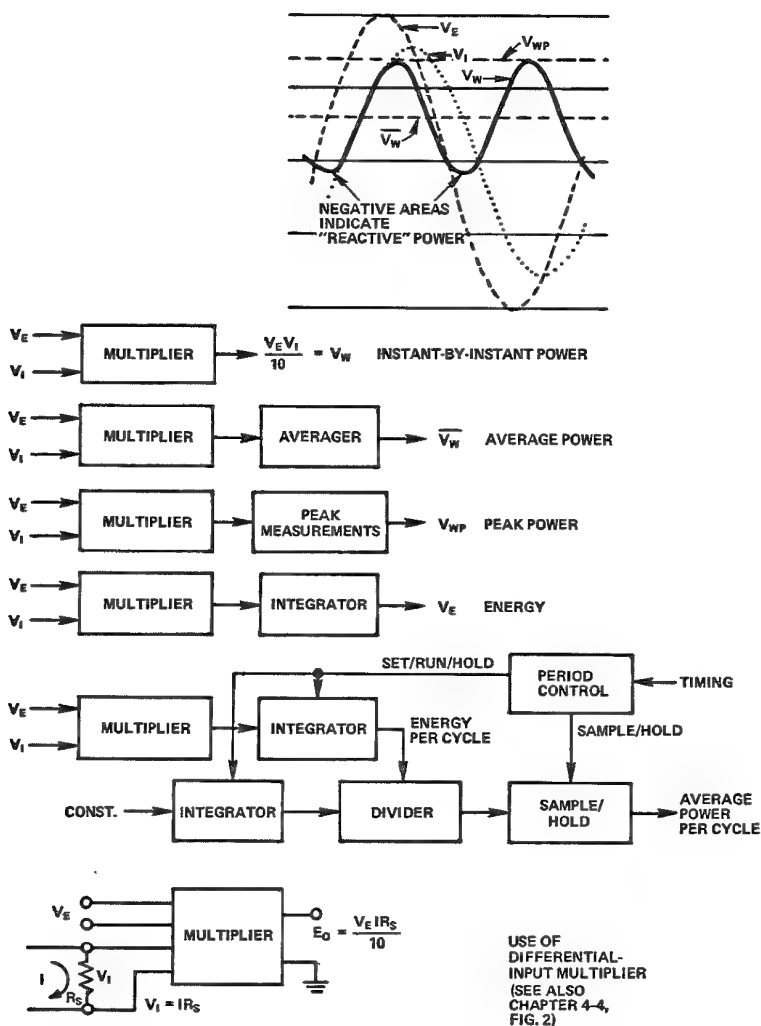 V_E
V_I
V_WP
V_W
V̅_W̅
NEGATIVE AREAS
INDICATE
"REACTIVE" POWER
V_E
V_I
MULTIPLIER
V_E V_I / 10 = V_W INSTANT-BY-INSTANT POWER
V_E
V_I
MULTIPLIER
AVERAGER
V̅_W̅ AVERAGE POWER
V_E
V_I
MULTIPLIER
PEAK
MEASUREMENTS
V_WP PEAK POWER
V_E
V_I
MULTIPLIER
INTEGRATOR
V_E ENERGY
SET/RUN/HOLD
PERIOD
CONTROL
TIMING
V_E
V_I
MULTIPLIER
INTEGRATOR
ENERGY
PER CYCLE
SAMPLE/HOLD
CONST.
INTEGRATOR
DIVIDER
SAMPLE/
HOLD
AVERAGE
POWER
PER CYCLE
V_E
MULTIPLIER
E_O = V_E IR_S / 10
I
R_S
V_I
V_I = IR_S
USE OF
DIFFERENTIAL-
INPUT MULTIPLIER
(SEE ALSO
CHAPTER 4-4,
FIG. 2)